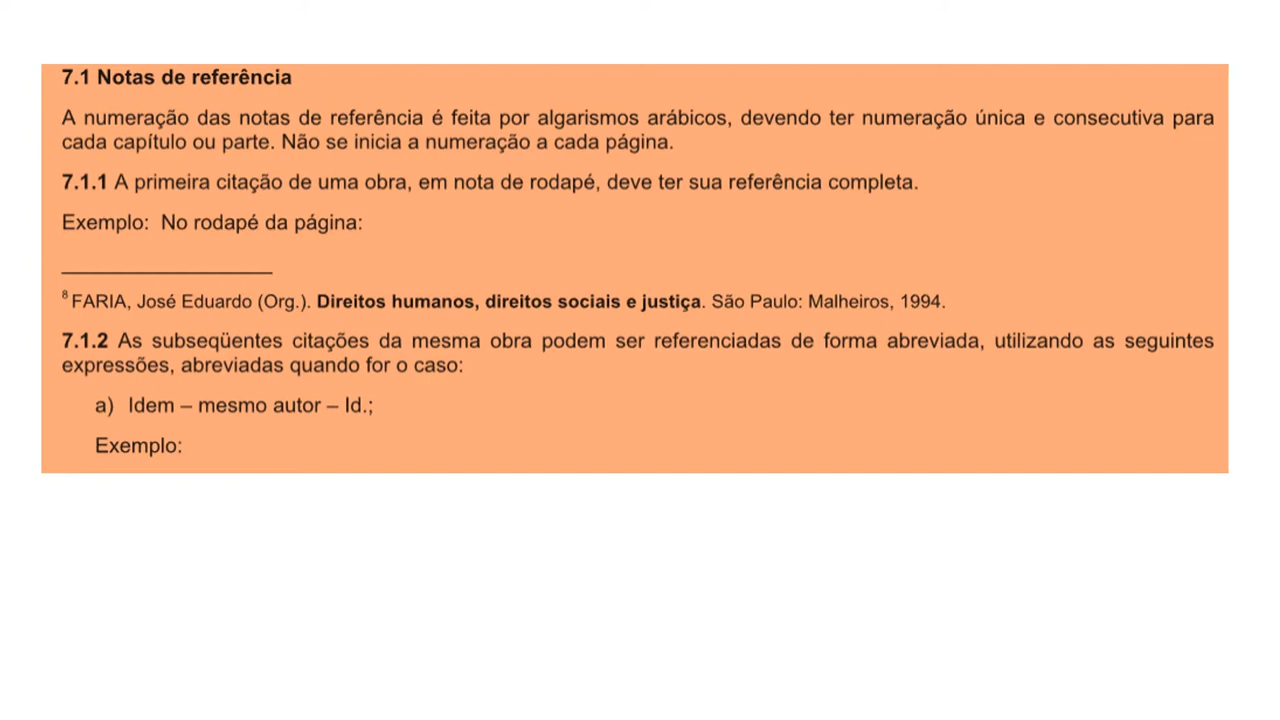 7.1 Notas de referência
A numeração das notas de referência é feita por algarismos arábicos, devendo ter numeração única e consecutiva para
cada capítulo ou parte. Não se inicia a numeração a cada página.
7.1.1 A primeira citação de uma obra, em nota de rodapé, deve ter sua referência completa.
Exemplo: No rodapé da página:
8 FARIA, José Eduardo (Org.). Direitos humanos, direitos sociais e justiça. São Paulo: Malheiros, 1994.
7.1.2 As subseqüentes citações da mesma obra podem ser referenciadas de forma abreviada, utilizando as seguintes
expressões, abreviadas quando for o caso:
a) Idem – mesmo autor – Id.;
Exemplo: